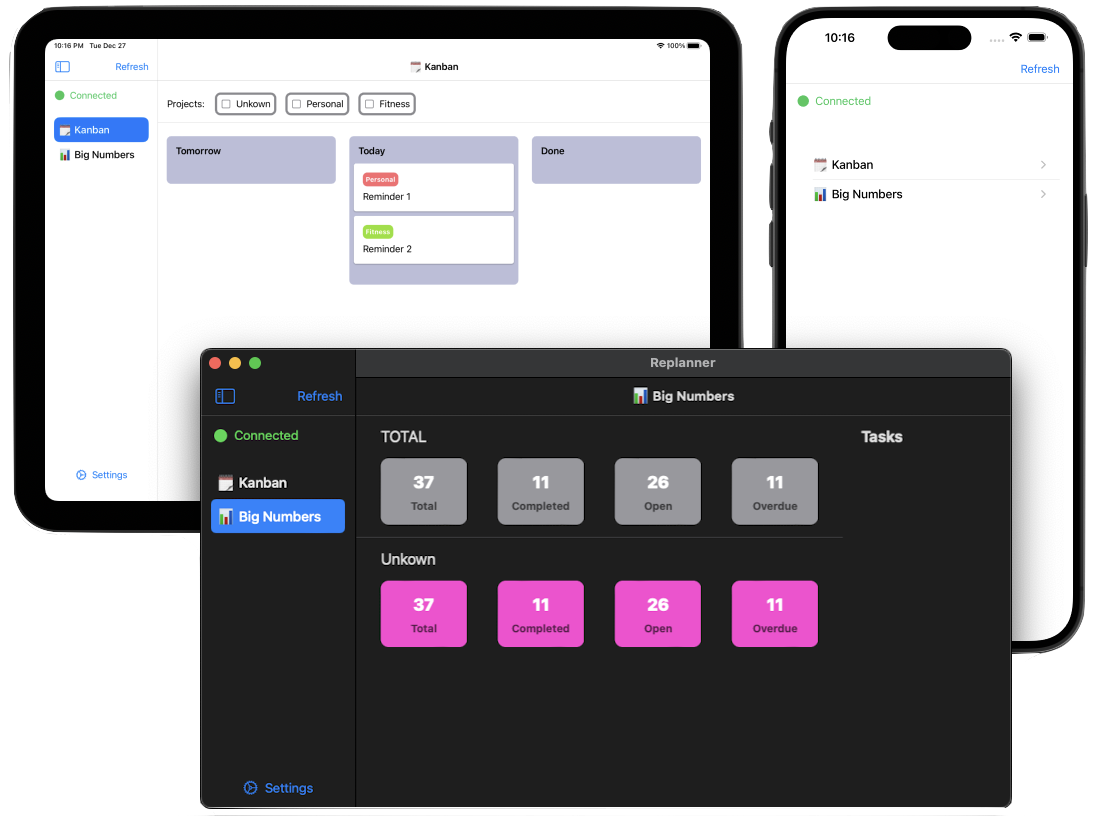 10:16 PM Tue Dec 27
100%
Refresh
Kanban
Connected
Kanban
Big Numbers
Projects:
Unkown
Personal
Fitness
Tomorrow
Today
Done
Personal
Reminder 1
Fitness
Reminder 2
Settings
10:16
Refresh
Connected
Kanban
Big Numbers
Replanner
Refresh
Big Numbers
Connected
Kanban
Big Numbers
Settings
TOTAL
Tasks
37
Total
11
Completed
26
Open
11
Overdue
Unkown
37
Total
11
Completed
26
Open
11
Overdue